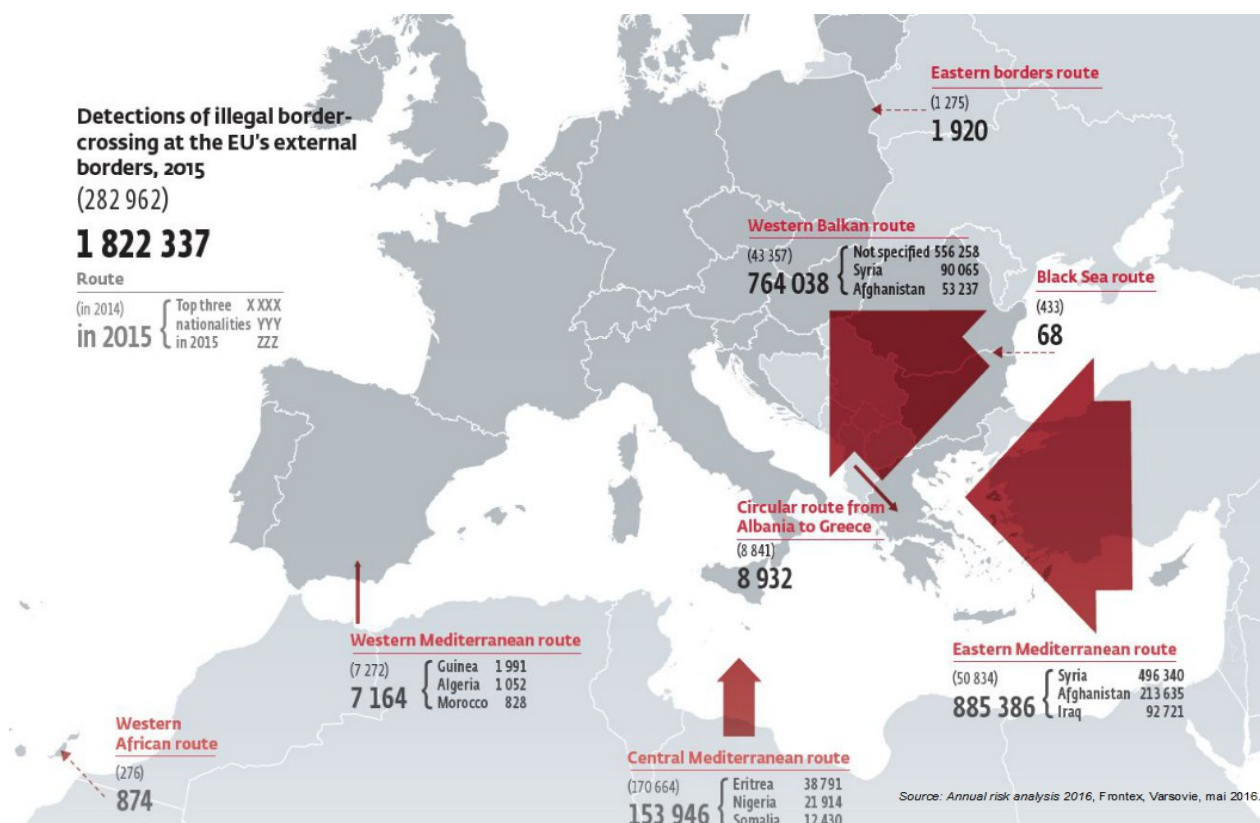 Detections of illegal border-
crossing at the EU's external
borders, 2015
(282 962)
1 822 337
Route
(in 2014)
in 2015
Top three X XXX
nationalities YYY
in 2015 ZZZ
Eastern borders route
(1 275)
1 920
Western Balkan route
(43 357)
764 038
Not specified 556 258
Syria 90 065
Afghanistan 53 237
Black Sea route
(433)
68
Circular route from
Albania to Greece
(8 841)
8 932
Western Mediterranean route
(7 272)
7 164
Guinea 1 991
Algeria 1 052
Morocco 828
Eastern Mediterranean route
(50 834)
885 386
Syria 496 340
Afghanistan 213 635
Iraq 92 721
Western
African route
(276)
874
Central Mediterranean route
(170 664)
153 946
Eritrea 38 791
Nigeria 21 914
Somalia 12 430
Source: Annual risk analysis 2016, Frontex, Varsovie, mai 2016.